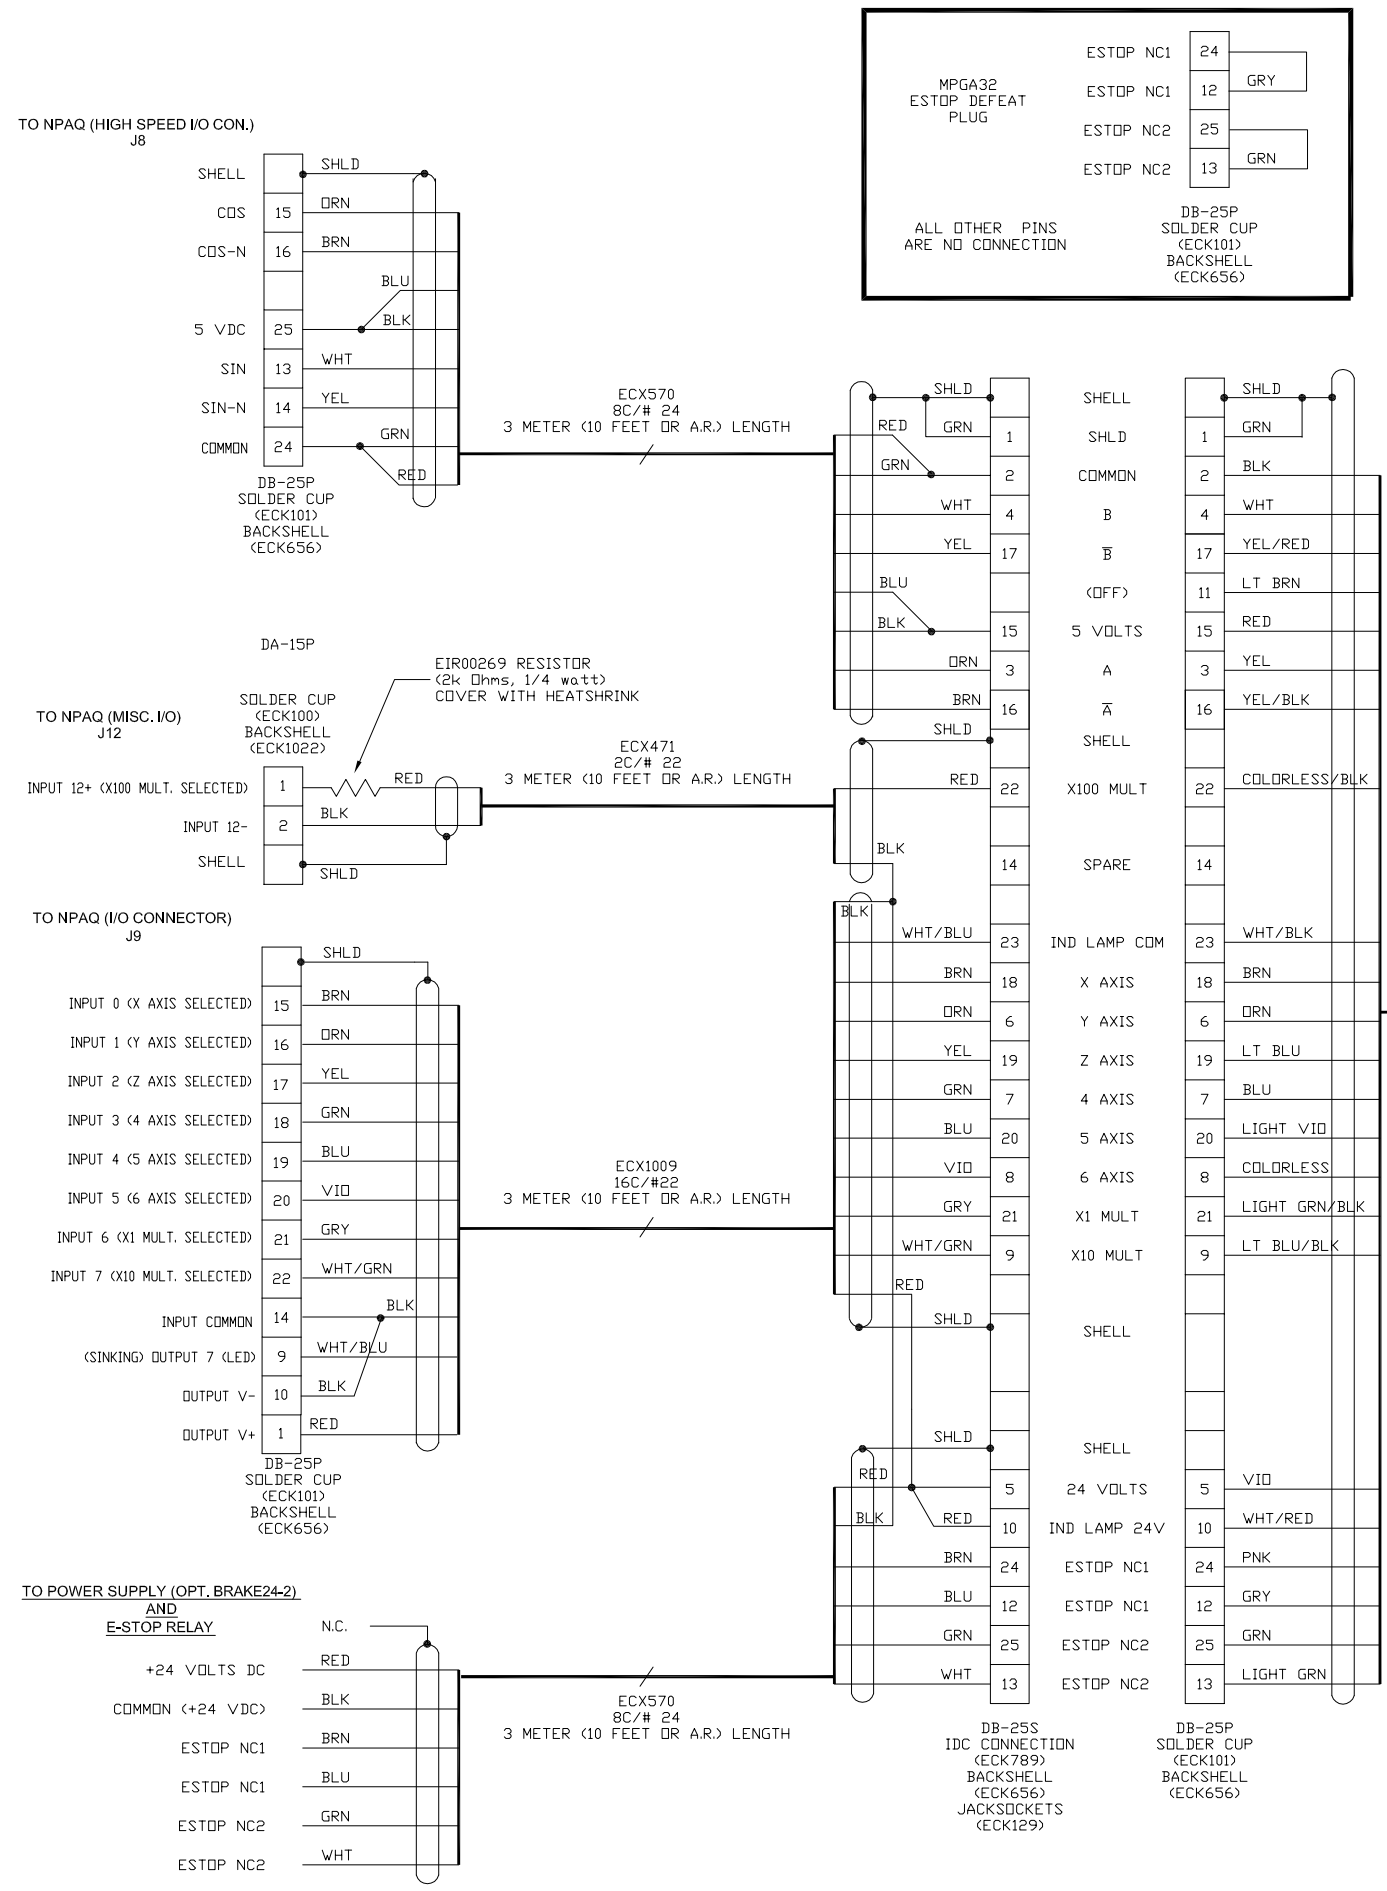 ESTOP NC1 24
MPGA32
ESTOP DEFEAT
PLUG
ESTOP NC1 12 GRY
ESTOP NC2 25
ESTOP NC2 13 GRN
DB-25P
SOLDER CUP
(ECK101)
BACKSHELL
(ECK656)
ALL OTHER PINS
ARE NO CONNECTION
TO NPAQ (HIGH SPEED I/O CON.)
J8
SHELL SHLD
COS 15 ORN
COS-N 16 BRN
BLU
5 VDC 25 BLK
SIN 13 WHT
SIN-N 14 YEL
COMMON 24 GRN
RED
DB-25P
SOLDER CUP
(ECK101)
BACKSHELL
(ECK656)
ECX570
8C/# 24
3 METER (10 FEET OR A.R.) LENGTH
DA-15P
SOLDER CUP
(ECK100)
BACKSHELL
(ECK1022)
EIR00269 RESISTOR
(2k Ohms, 1/4 watt)
COVER WITH HEATSHRINK
TO NPAQ (MISC. I/O)
J12
INPUT 12+ (X100 MULT. SELECTED) 1 RED
INPUT 12- 2 BLK
SHELL SHLD
ECX471
2C/# 22
3 METER (10 FEET OR A.R.) LENGTH
TO NPAQ (I/O CONNECTOR)
J9
SHLD
INPUT 0 (X AXIS SELECTED) 15 BRN
INPUT 1 (Y AXIS SELECTED) 16 ORN
INPUT 2 (Z AXIS SELECTED) 17 YEL
INPUT 3 (4 AXIS SELECTED) 18 GRN
INPUT 4 (5 AXIS SELECTED) 19 BLU
INPUT 5 (6 AXIS SELECTED) 20 VIO
INPUT 6 (X1 MULT. SELECTED) 21 GRY
INPUT 7 (X10 MULT. SELECTED) 22 WHT/GRN
INPUT COMMON 14 BLK
(SINKING) OUTPUT 7 (LED) 9 WHT/BLU
OUTPUT V- 10 BLK
OUTPUT V+ 1 RED
DB-25P
SOLDER CUP
(ECK101)
BACKSHELL
(ECK656)
ECX1009
16C/#22
3 METER (10 FEET OR A.R.) LENGTH
TO POWER SUPPLY (OPT. BRAKE24-2)
AND
E-STOP RELAY
N.C.
+24 VOLTS DC RED
COMMON (+24 VDC) BLK
ESTOP NC1 BRN
ESTOP NC1 BLU
ESTOP NC2 GRN
ESTOP NC2 WHT
ECX570
8C/# 24
3 METER (10 FEET OR A.R.) LENGTH
SHLD SHELL SHLD
RED GRN 1 SHLD 1 GRN
GRN 2 COMMON 2 BLK
WHT 4 B 4 WHT
YEL 17 B̅ 17 YEL/RED
BLU (OFF) 11 LT BRN
BLK 15 5 VOLTS 15 RED
ORN 3 A 3 YEL
BRN 16 A̅ 16 YEL/BLK
SHLD SHELL
RED 22 X100 MULT 22 COLORLESS/BLK
BLK 14 SPARE 14
BLK
WHT/BLU 23 IND LAMP COM 23 WHT/BLK
BRN 18 X AXIS 18 BRN
ORN 6 Y AXIS 6 ORN
YEL 19 Z AXIS 19 LT BLU
GRN 7 4 AXIS 7 BLU
BLU 20 5 AXIS 20 LIGHT VIO
VIO 8 6 AXIS 8 COLORLESS
GRY 21 X1 MULT 21 LIGHT GRN/BLK
WHT/GRN 9 X10 MULT 9 LT BLU/BLK
RED
SHLD SHELL
SHLD SHELL
RED 5 24 VOLTS 5 VIO
BLK RED 10 IND LAMP 24V 10 WHT/RED
BRN 24 ESTOP NC1 24 PNK
BLU 12 ESTOP NC1 12 GRY
GRN 25 ESTOP NC2 25 GRN
WHT 13 ESTOP NC2 13 LIGHT GRN
DB-25S
IDC CONNECTION
(ECK789)
BACKSHELL
(ECK656)
JACKSOCKETS
(ECK129)
DB-25P
SOLDER CUP
(ECK101)
BACKSHELL
(ECK656)